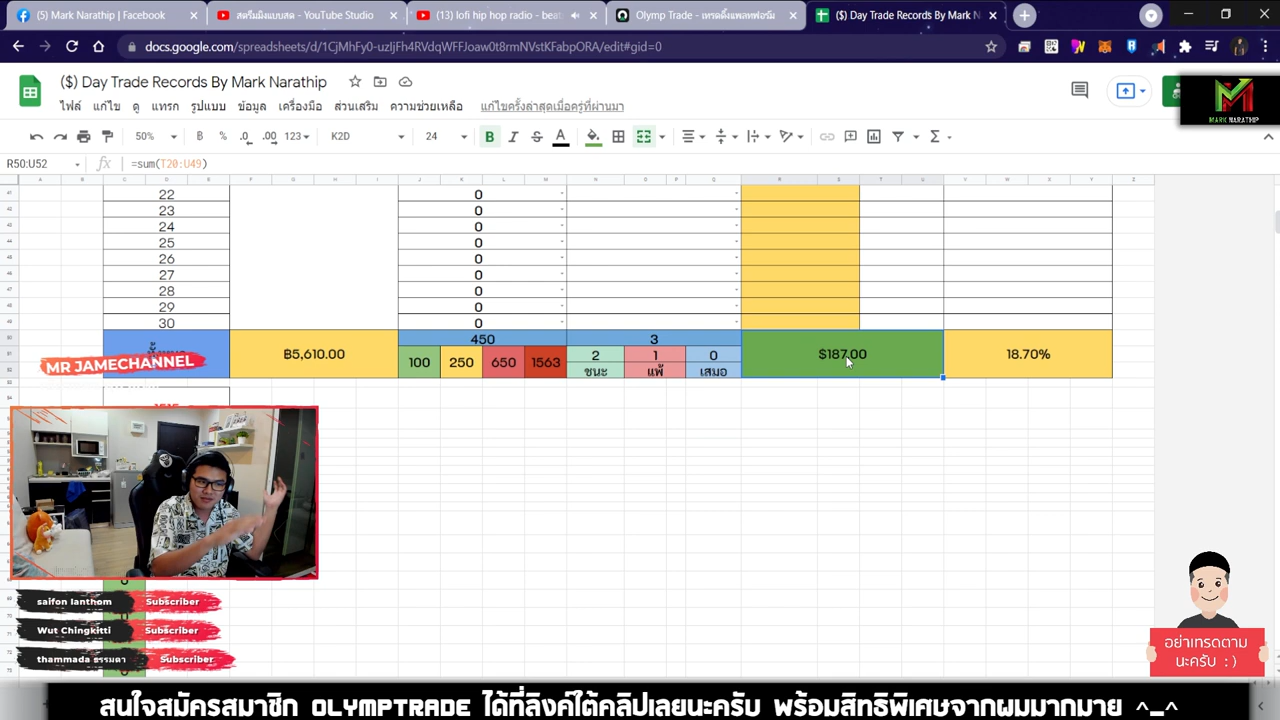 (5) Mark Narathip | Facebook
สตรีมมิงแบบสด - YouTube Studio
(13) lofi hip hop radio - beat
Olymp Trade - เทรดดิ้งแพลทฟอร์ม
($) Day Trade Records By Mark N
docs.google.com/spreadsheets/d/1CjMhFy0-uzIjFh4RVdqWFFJoaw0t8rmNVstKFabpORA/edit#gid=0
($) Day Trade Records By Mark Narathip
MARK NARATHIP
ไฟล์ แก้ไข ดู แทรก รูปแบบ ข้อมูล เครื่องมือ ส่วนเสริม ความช่วยเหลือ แก้ไขครั้งล่าสุดเมื่อครู่ที่ผ่านมา
50% ฿ % .0 .00 123 K2D 24 B I S A
R50:U52 fx =sum(T20:U49)
22 0
23 0
24 0
25 0
26 0
27 0
28 0
29 0
30 0
450 3
฿5,610.00 $187.00 18.70%
100 250 650 1563 2 1 0
ชนะ แพ้ เสมอ
MR JAMECHANNEL
saifon Ianthom Subscriber
Wut Chingkitti Subscriber
thammada ธรรมดา Subscriber
อย่าเทรดตาม
นะครับ :)
สนใจสมัครสมาชิก OLYMPTRADE ได้ที่ลิงค์ใต้คลิปเลยนะครับ พร้อมสิทธิพิเศษจากผมมากมาย ^_^